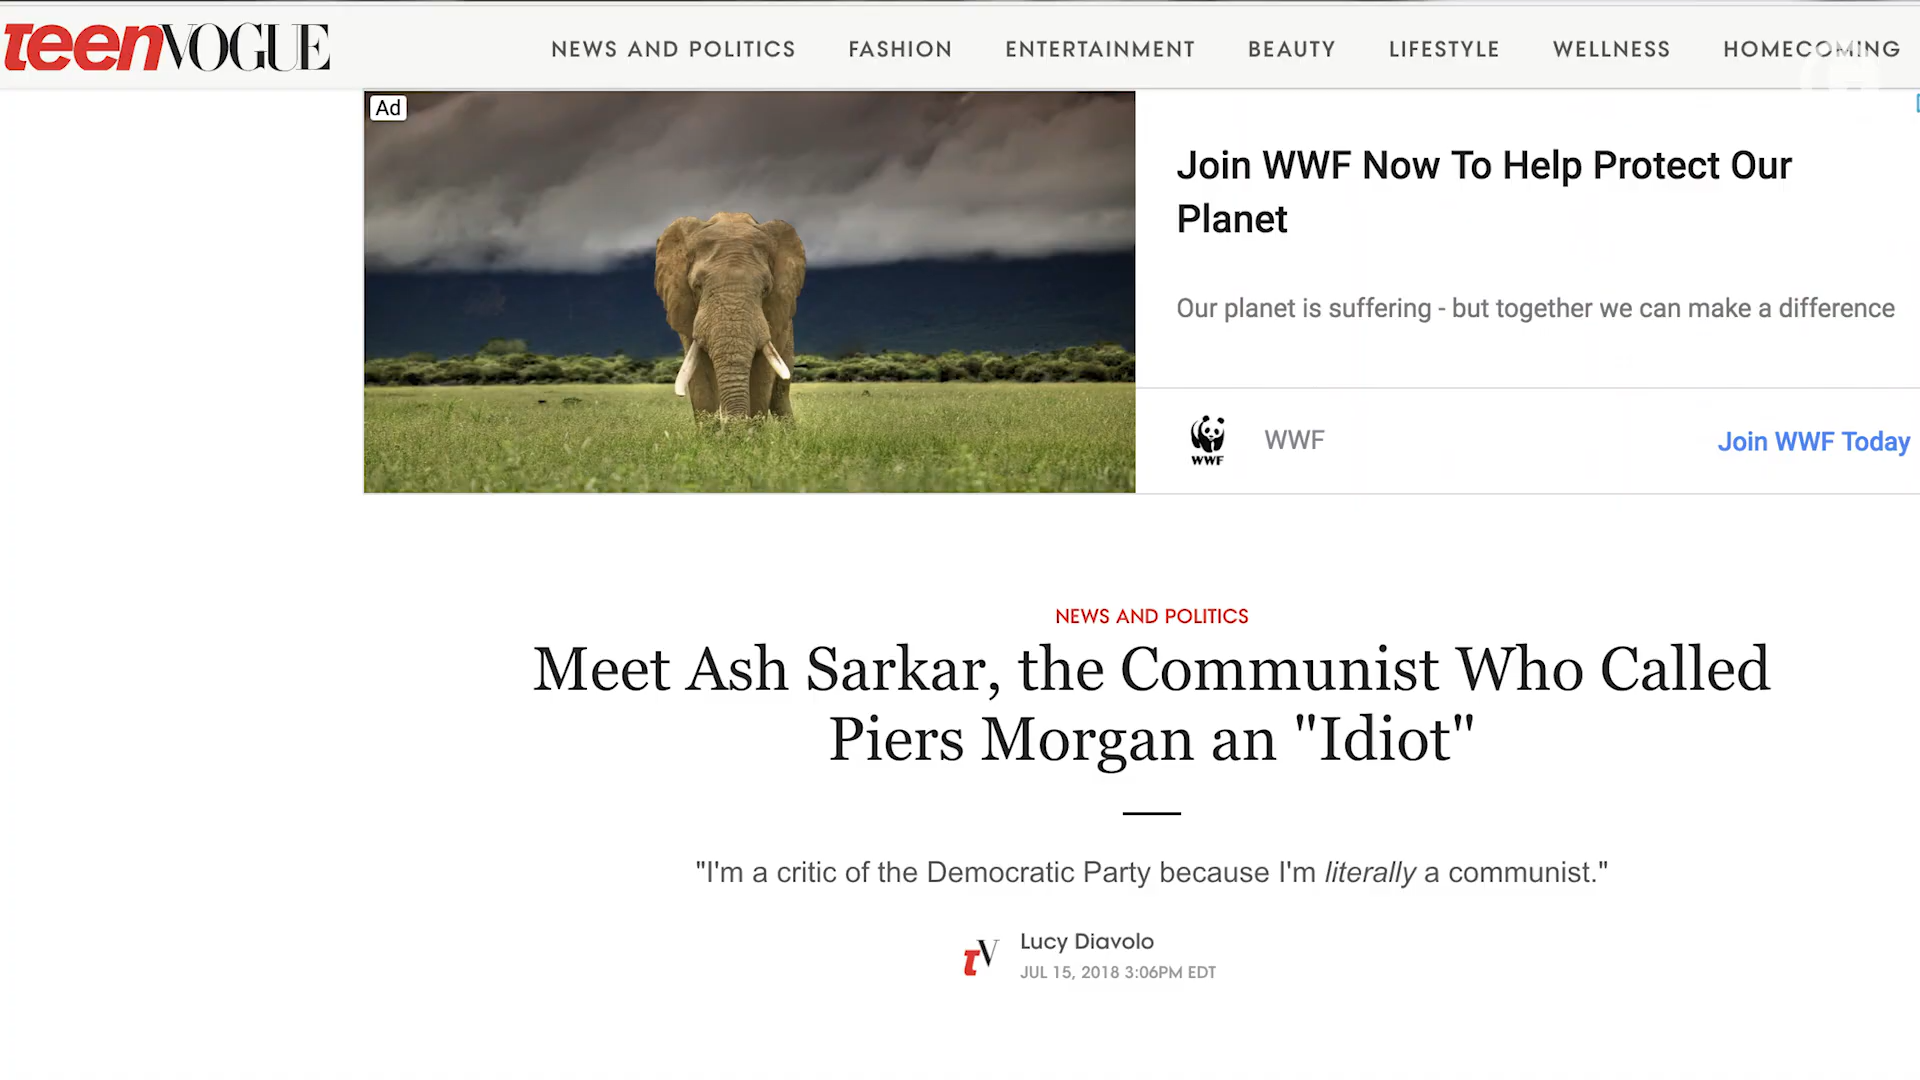 teenVOGUE
NEWS AND POLITICS FASHION ENTERTAINMENT BEAUTY LIFESTYLE WELLNESS HOMECOMING
Ad
Join WWF Now To Help Protect Our
Planet
Our planet is suffering - but together we can make a difference
WWF
WWF
Join WWF Today
NEWS AND POLITICS
Meet Ash Sarkar, the Communist Who Called
Piers Morgan an "Idiot"
"I'm a critic of the Democratic Party because I'm literally a communist."
tV
Lucy Diavolo
JUL 15, 2018 3:06PM EDT